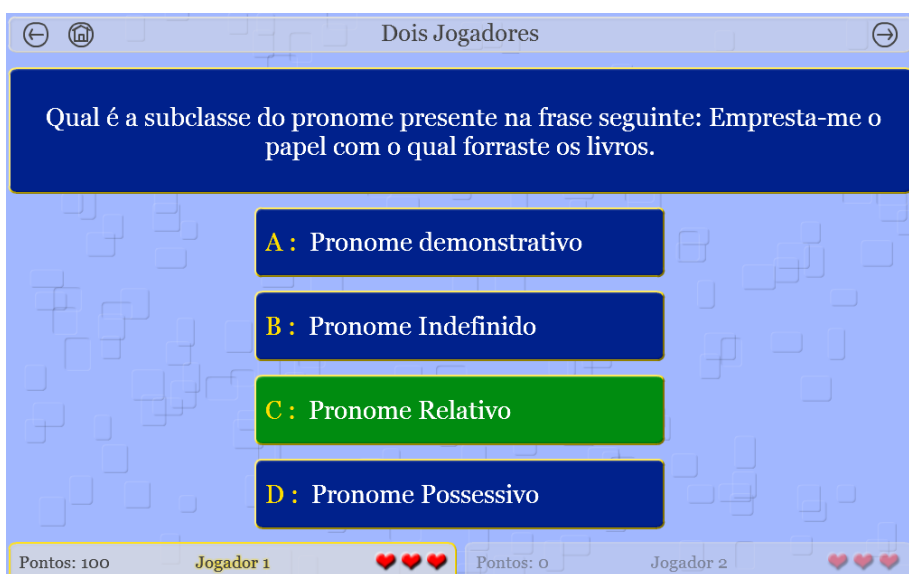 Dois Jogadores
Qual é a subclasse do pronome presente na frase seguinte: Empresta-me o
papel com o qual forraste os livros.
A : Pronome demonstrativo
B : Pronome Indefinido
C : Pronome Relativo
D : Pronome Possessivo
Pontos: 100 Jogador 1 Pontos: 0 Jogador 2